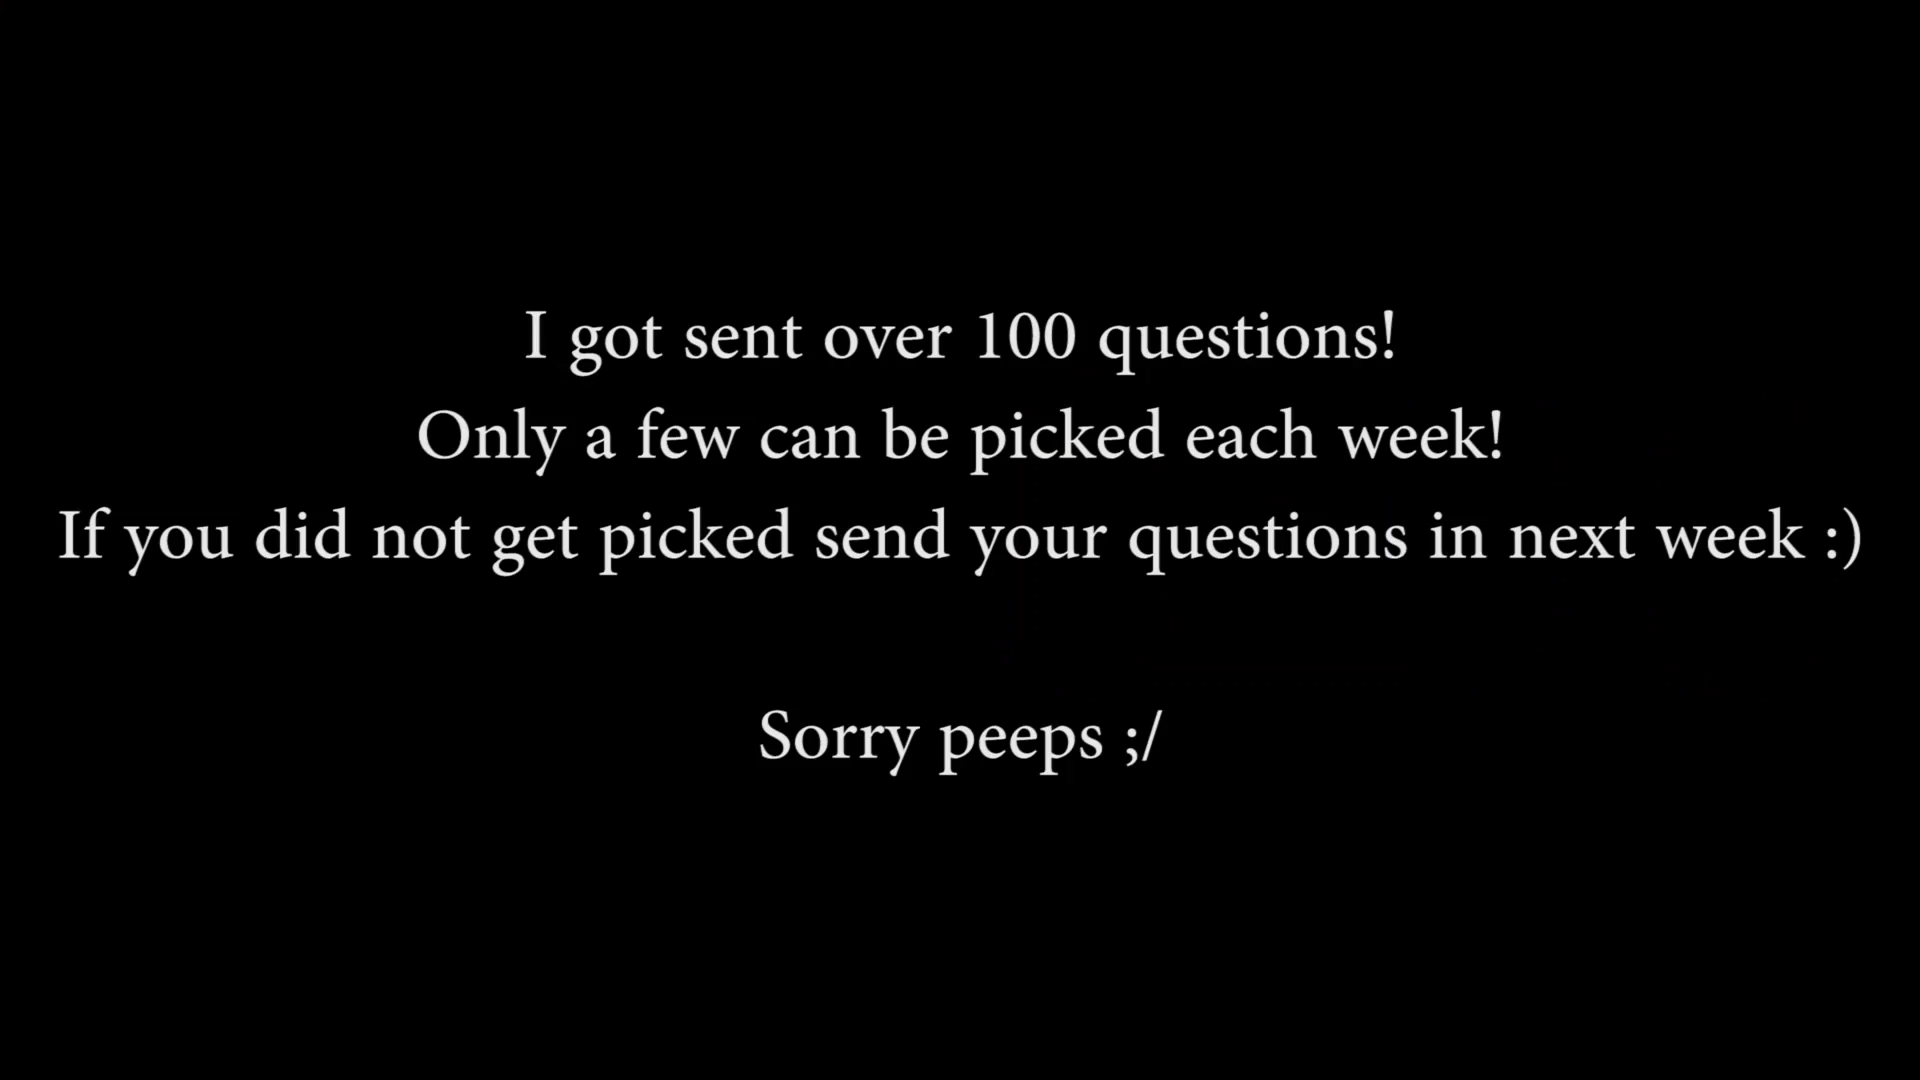 I got sent over 100 questions!
Only a few can be picked each week!
If you did not get picked send your questions in next week :)
Sorry peeps ;/